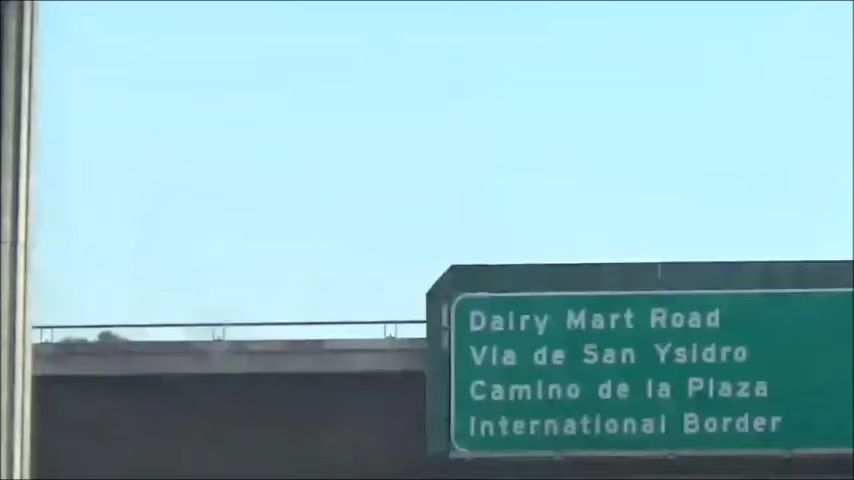 Dairy Mart Road
Via de San Ysidro
Camino de la Plaza
International Border